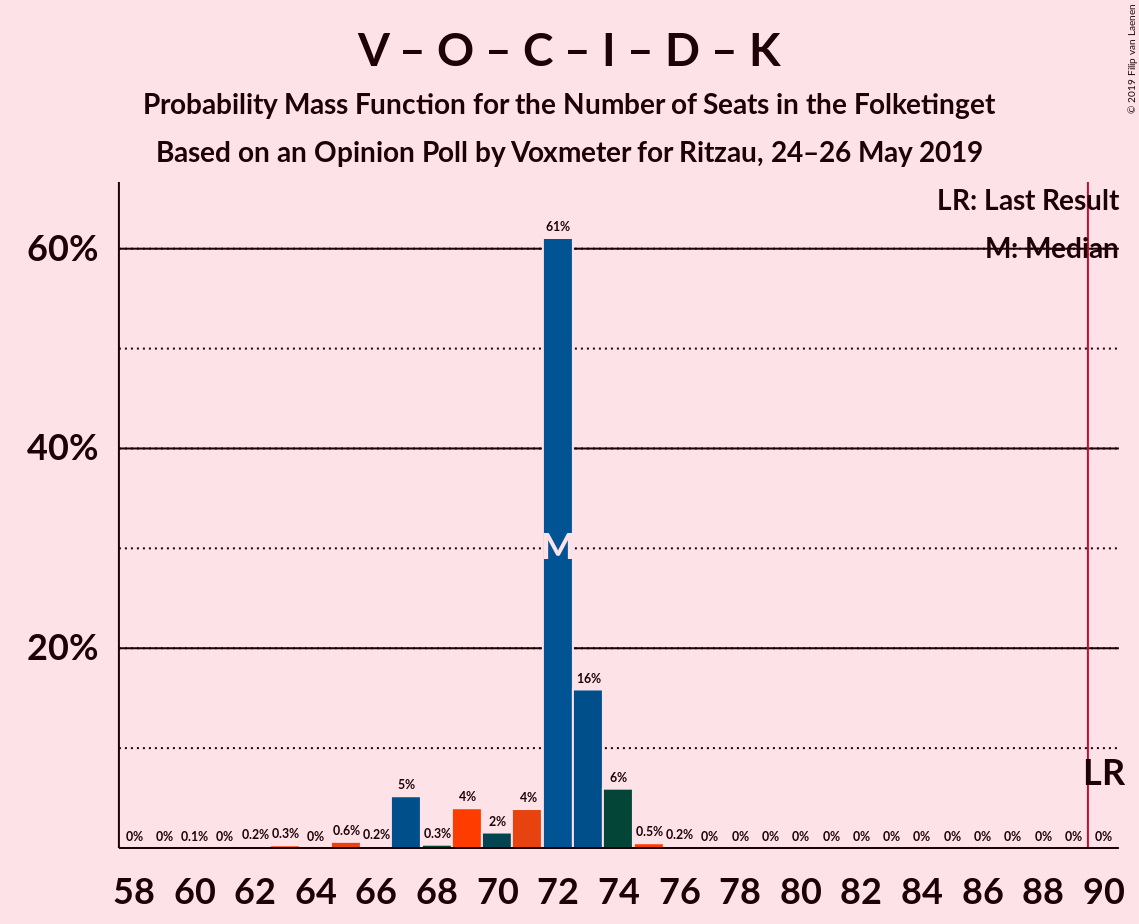 V – O – C – I – D – K
Probability Mass Function for the Number of Seats in the Folketinget
Based on an Opinion Poll by Voxmeter for Ritzau, 24–26 May 2019
© 2019 Filip van Laenen
LR: Last Result
M: Median
60%
40%
20%
0% 0% 0.1% 0% 0.2% 0.3% 0% 0.6% 0.2% 5% 0.3% 4% 2% 4% 61% 16% 6% 0.5% 0.2% 0% 0% 0% 0% 0% 0% 0% 0% 0% 0% 0% 0% 0% 0%
M
LR
58 60 62 64 66 68 70 72 74 76 78 80 82 84 86 88 90